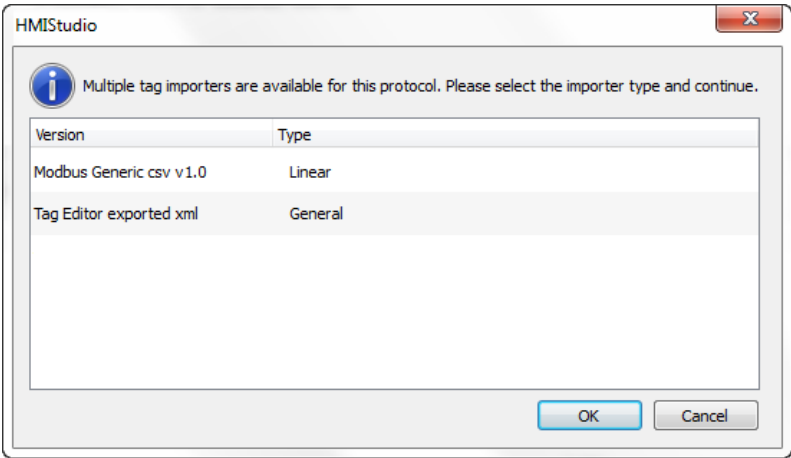 HMIStudio
Multiple tag importers are available for this protocol. Please select the importer type and continue.
Version Type
Modbus Generic csv v1.0 Linear
Tag Editor exported xml General
OK Cancel